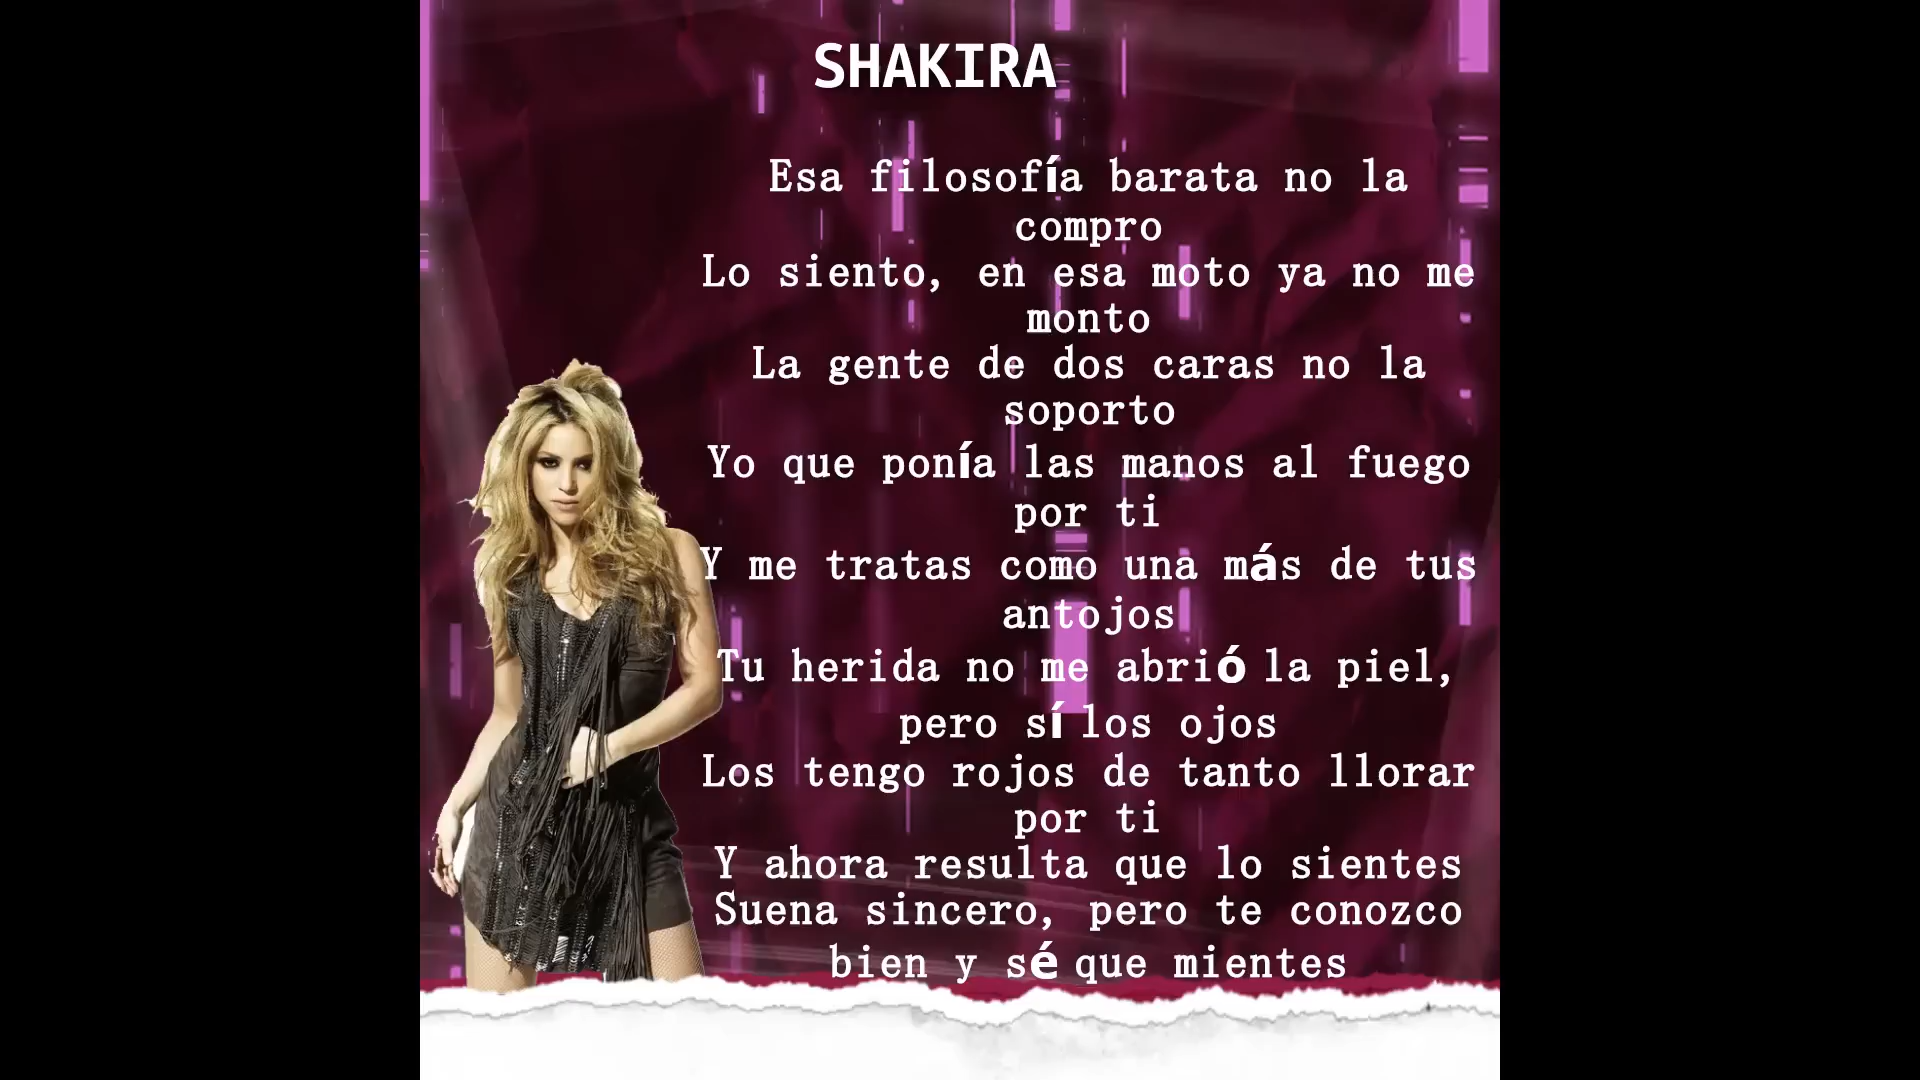 SHAKIRA
Esa filosofía barata no la
compro
Lo siento, en esa moto ya no me
monto
La gente de dos caras no la
soporto
Yo que ponía las manos al fuego
por ti
Y me tratas como una más de tus
antojos
Tu herida no me abrió la piel,
pero sí los ojos
Los tengo rojos de tanto llorar
por ti
Y ahora resulta que lo sientes
Suena sincero, pero te conozco
bien y sé que mientes